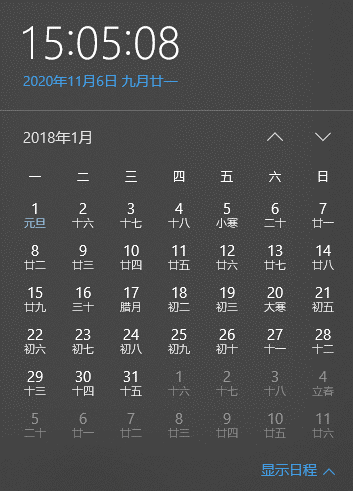 15:05:08
2020年11月6日 九月廿一
2018年1月
一 二 三 四 五 六 日
1 2 3 4 5 6 7
元旦 十六 十七 十八 小寒 二十 廿一
8 9 10 11 12 13 14
廿二 廿三 廿四 廿五 廿六 廿七 廿八
15 16 17 18 19 20 21
廿九 三十 腊月 初二 初三 大寒 初五
22 23 24 25 26 27 28
初六 初七 初八 初九 初十 十一 十二
29 30 31 1 2 3 4
十三 十四 十五 十六 十七 十八 立春
5 6 7 8 9 10 11
二十 廿一 廿二 廿三 廿四 廿五 廿六
显示日程